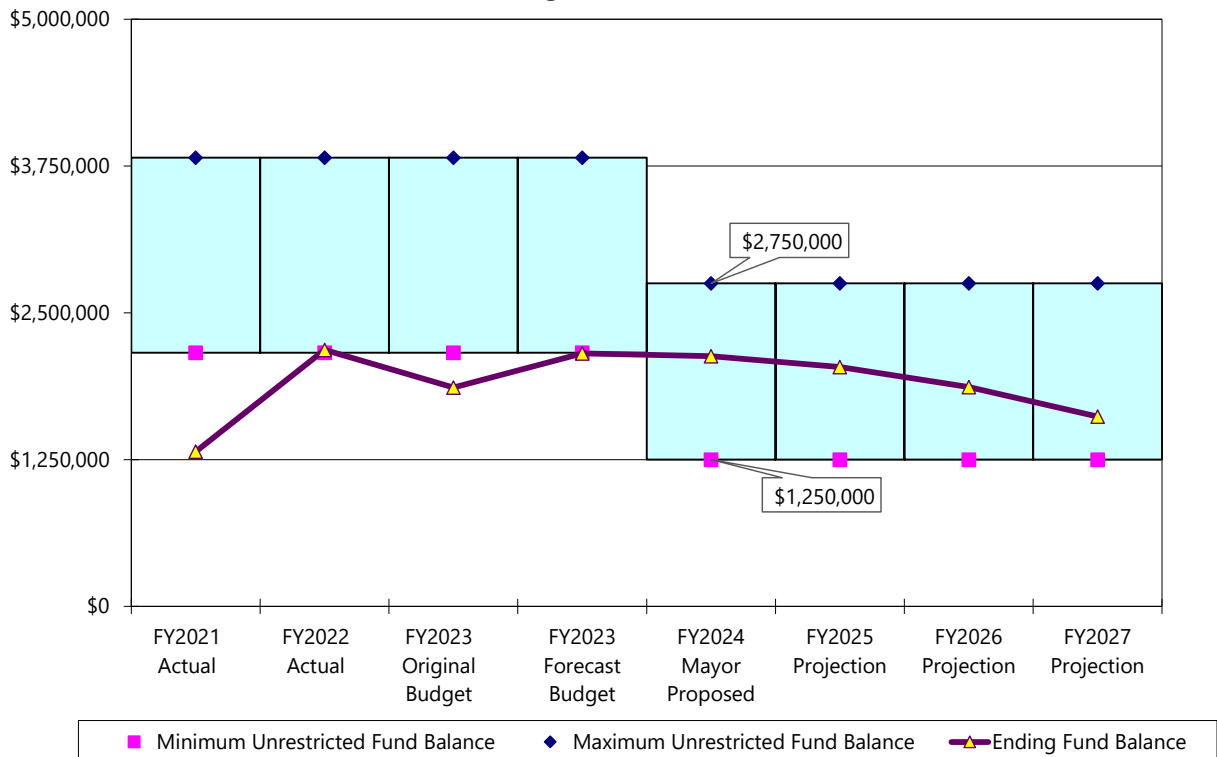 $5,000,000
$3,750,000
$2,500,000
$1,250,000
$0
$2,750,000
$1,250,000
FY2021
Actual
FY2022
Actual
FY2023
Original
Budget
FY2023
Forecast
Budget
FY2024
Mayor
Proposed
FY2025
Projection
FY2026
Projection
FY2027
Projection
Minimum Unrestricted Fund Balance
Maximum Unrestricted Fund Balance
Ending Fund Balance